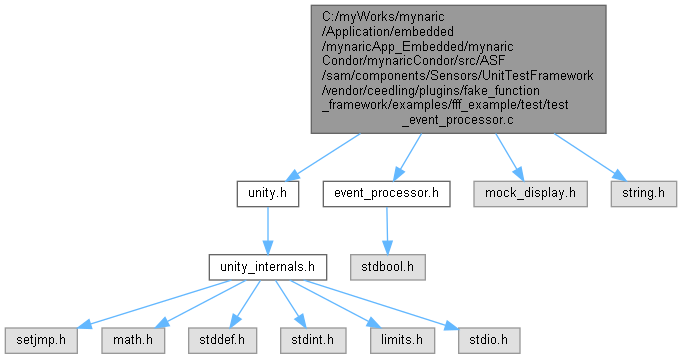 C:/myWorks/mynaric
/Application/embedded
/mynaricApp_Embedded/mynaric
Condor/mynaricCondor/src/ASF
/sam/components/Sensors/UnitTestFramework
/vendor/ceedling/plugins/fake_function
_framework/examples/fff_example/test/test
_event_processor.c
unity.h
event_processor.h
mock_display.h
string.h
unity_internals.h
stdbool.h
setjmp.h
math.h
stddef.h
stdint.h
limits.h
stdio.h